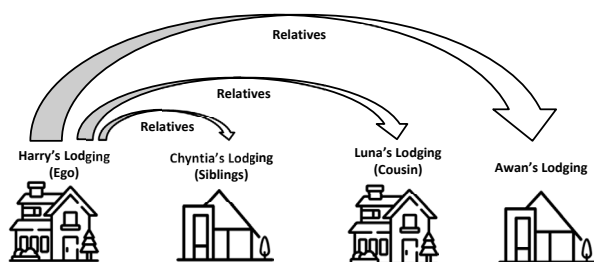 Relatives
Relatives
Relatives
Harry's Lodging
(Ego)
Chyntia's Lodging
(Siblings)
Luna's Lodging
(Cousin)
Awan's Lodging